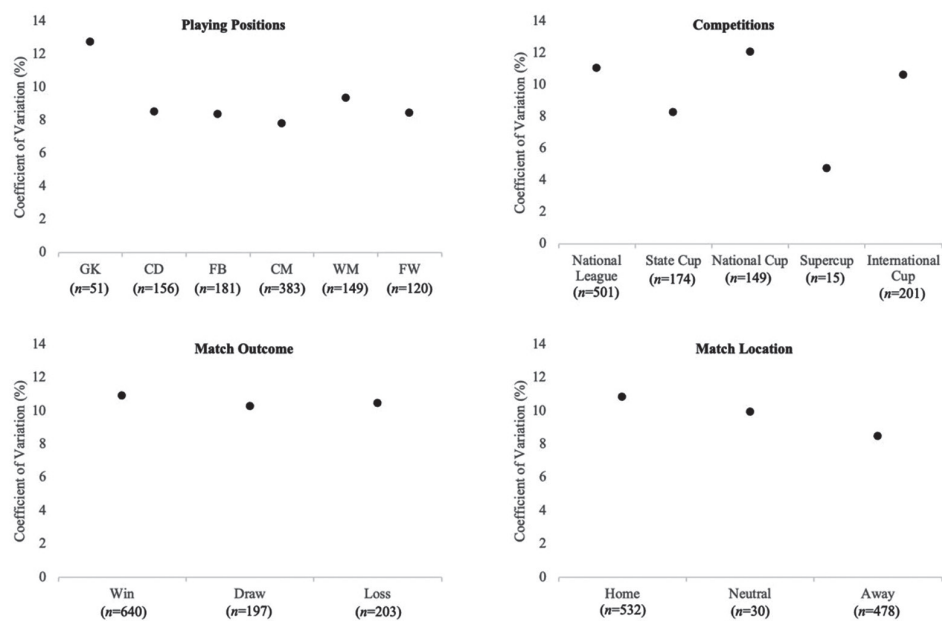 Playing Positions
Coefficient of Variation (%)
14
12
10
8
6
4
2
0
GK CD FB CM WM FW
(n=51) (n=156) (n=181) (n=383) (n=149) (n=120)
Competitions
Coefficient of Variation (%)
14
12
10
8
6
4
2
0
National State Cup National Cup Supercup International
League (n=174) (n=149) (n=15) Cup
(n=501) (n=201)
Match Outcome
Coefficient of Variation (%)
14
12
10
8
6
4
2
0
Win Draw Loss
(n=640) (n=197) (n=203)
Match Location
Coefficient of Variation (%)
14
12
10
8
6
4
2
0
Home Neutral Away
(n=532) (n=30) (n=478)